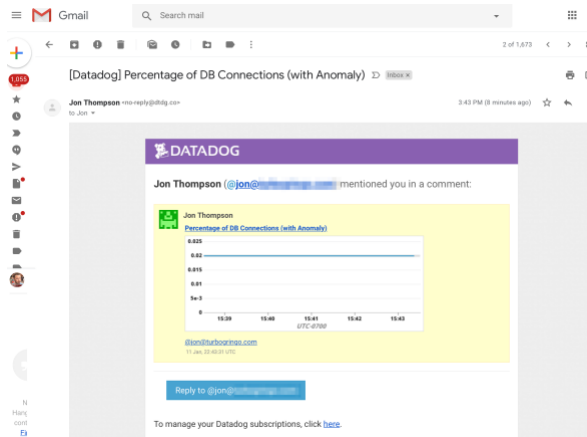 Gmail
Search mail
2 of 1,673
1,055
[Datadog] Percentage of DB Connections (with Anomaly) Inbox x
Jon Thompson <no-reply@dtdg.co>
3:43 PM (8 minutes ago)
to Jon
DATADOG
Jon Thompson (@jon@ mentioned you in a comment:
Jon Thompson
Percentage of DB Connections (with Anomaly)
0.025
0.02
0.015
0.01
5e-3
0
15:39 15:40 15:41 15:42 15:43
UTC-0700
@jon@turbogringo.com
11 Jan, 22:43:01 UTC
Reply to @jon@
To manage your Datadog subscriptions, click here.
N
Hang
cont
Fi